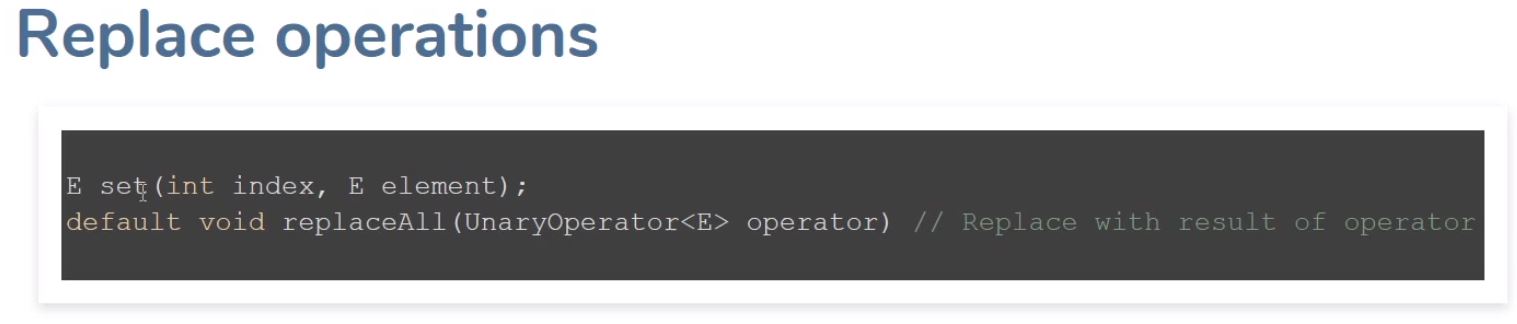 Replace operations
E set(int index, E element);
default void replaceAll(UnaryOperator<E> operator) // Replace with result of operator